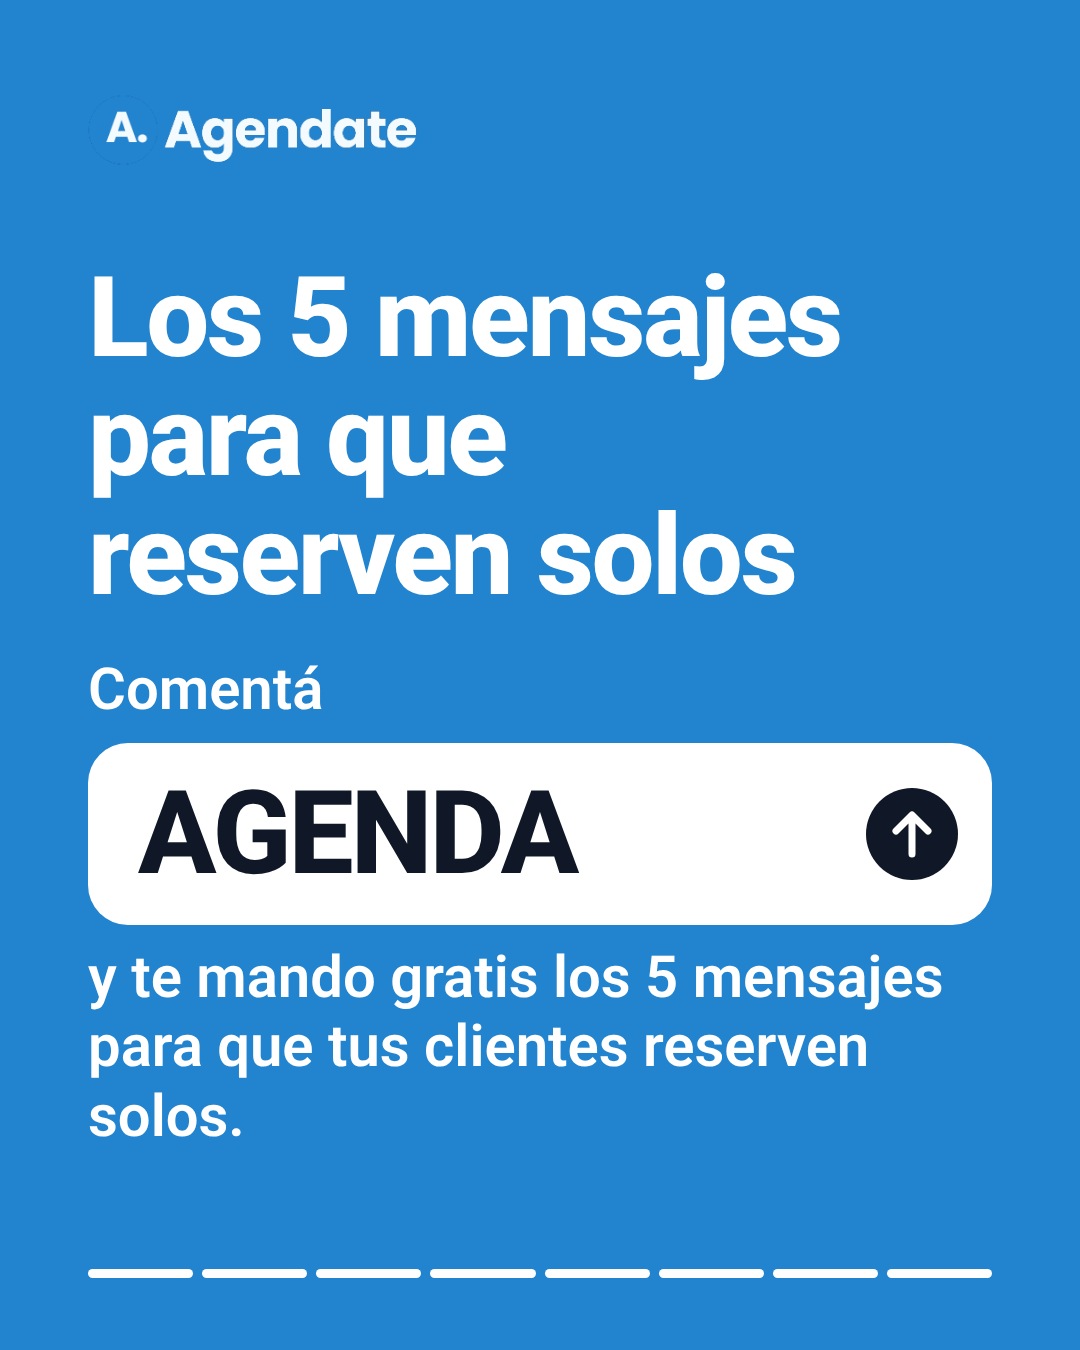 A. Agendate
Los 5 mensajes
para que
reserven solos
Comentá
AGENDA
y te mando gratis los 5 mensajes
para que tus clientes reserven
solos.